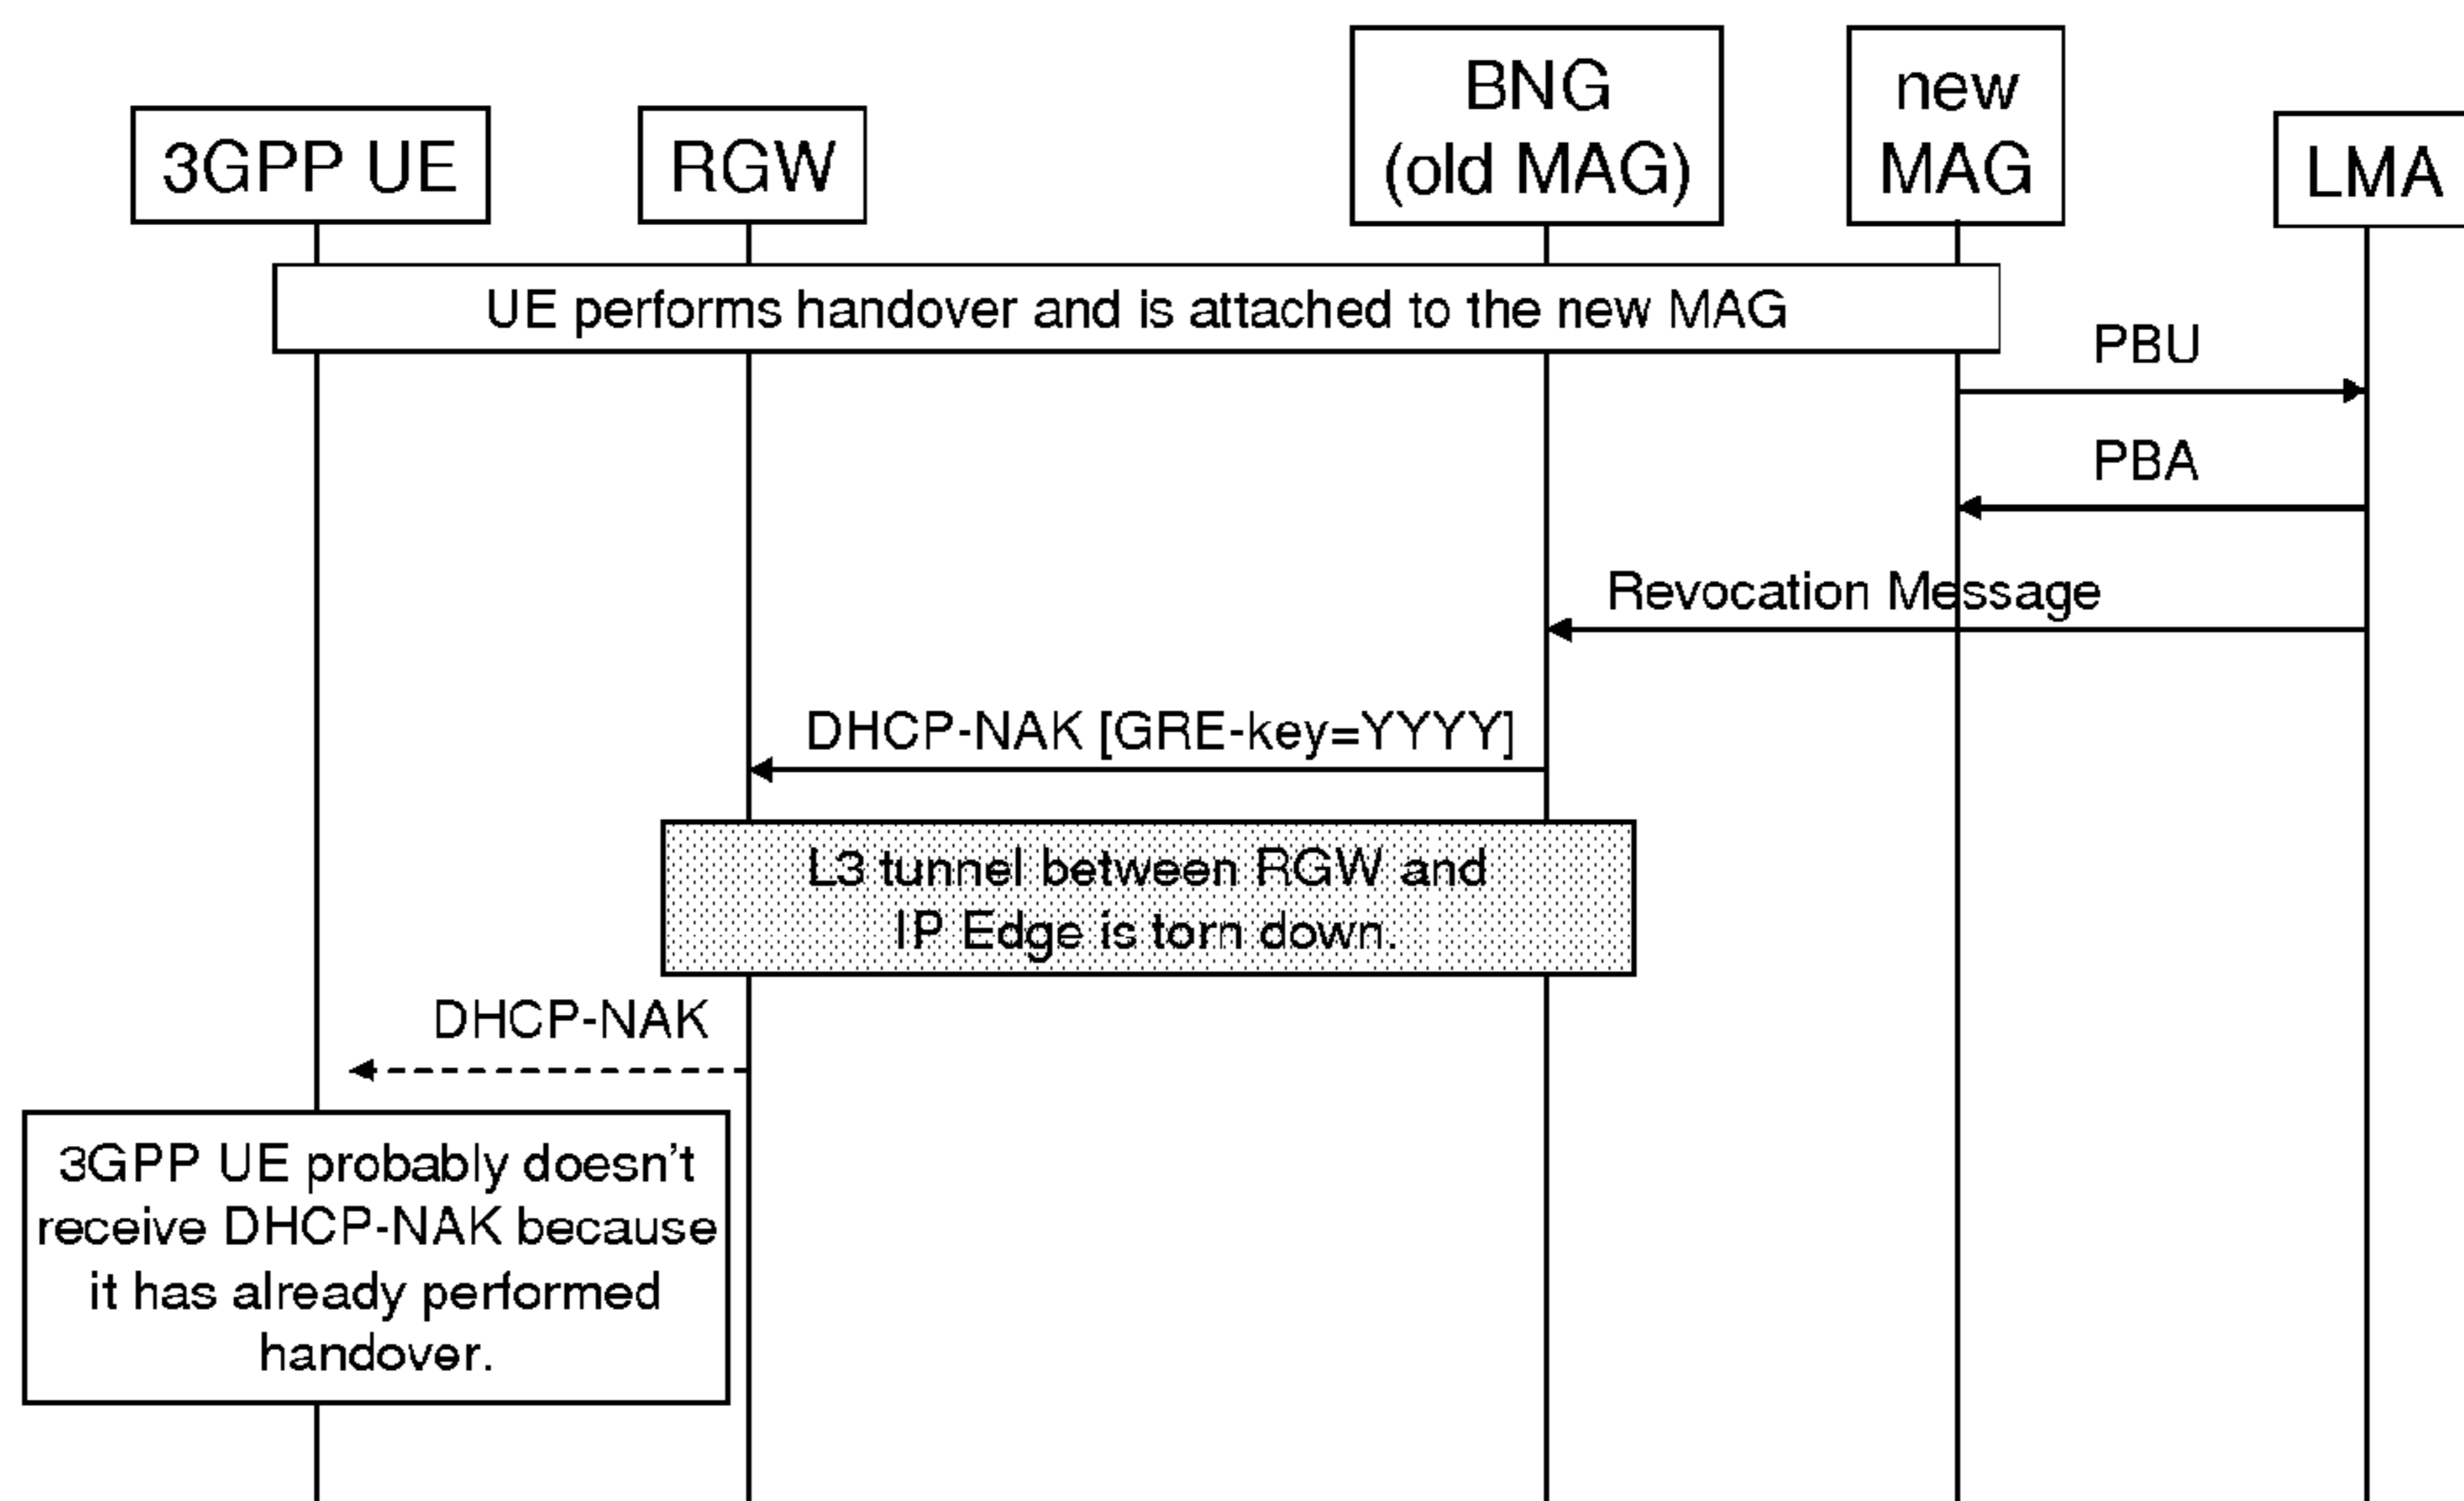 3GPP UE
RGW
BNG
(old MAG)
new
MAG
LMA
UE performs handover and is attached to the new MAG
PBU
PBA
Revocation Message
DHCP-NAK [GRE-key=YYYY]
L3 tunnel between RGW and
IP Edge is torn down.
DHCP-NAK
3GPP UE probably doesn't
receive DHCP-NAK because
it has already performed
handover.